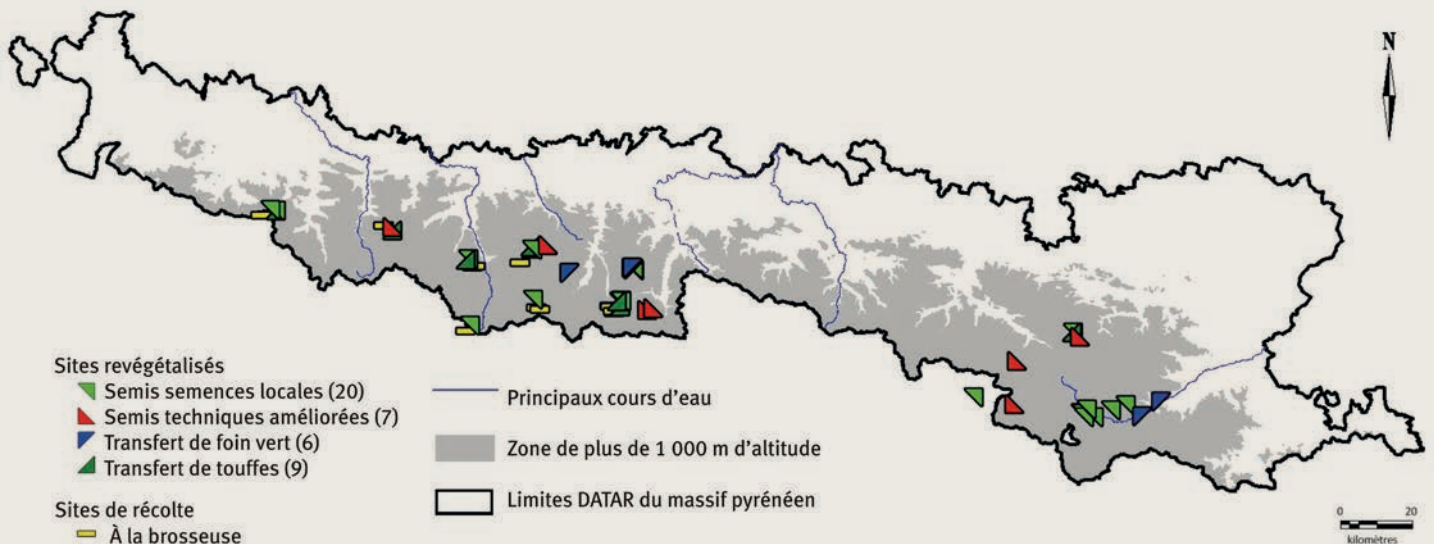 N
Sites revégétalisés
Semis semences locales (20)
Semis techniques améliorées (7)
Transfert de foin vert (6)
Transfert de touffes (9)
Sites de récolte
À la brosseuse
Principaux cours d'eau
Zone de plus de 1 000 m d'altitude
Limites DATAR du massif pyrénéen
0 20
kilomètres